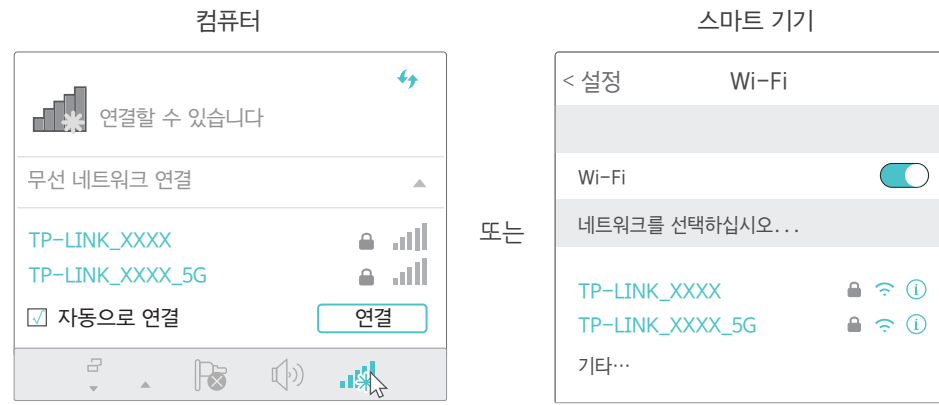 컴퓨터
연결할 수 있습니다
무선 네트워크 연결
TP-LINK_XXXX
TP-LINK_XXXX_5G
자동으로 연결
연결
또는
스마트 기기
< 설정
Wi-Fi
Wi-Fi
네트워크를 선택하십시오...
TP-LINK_XXXX
TP-LINK_XXXX_5G
기타…